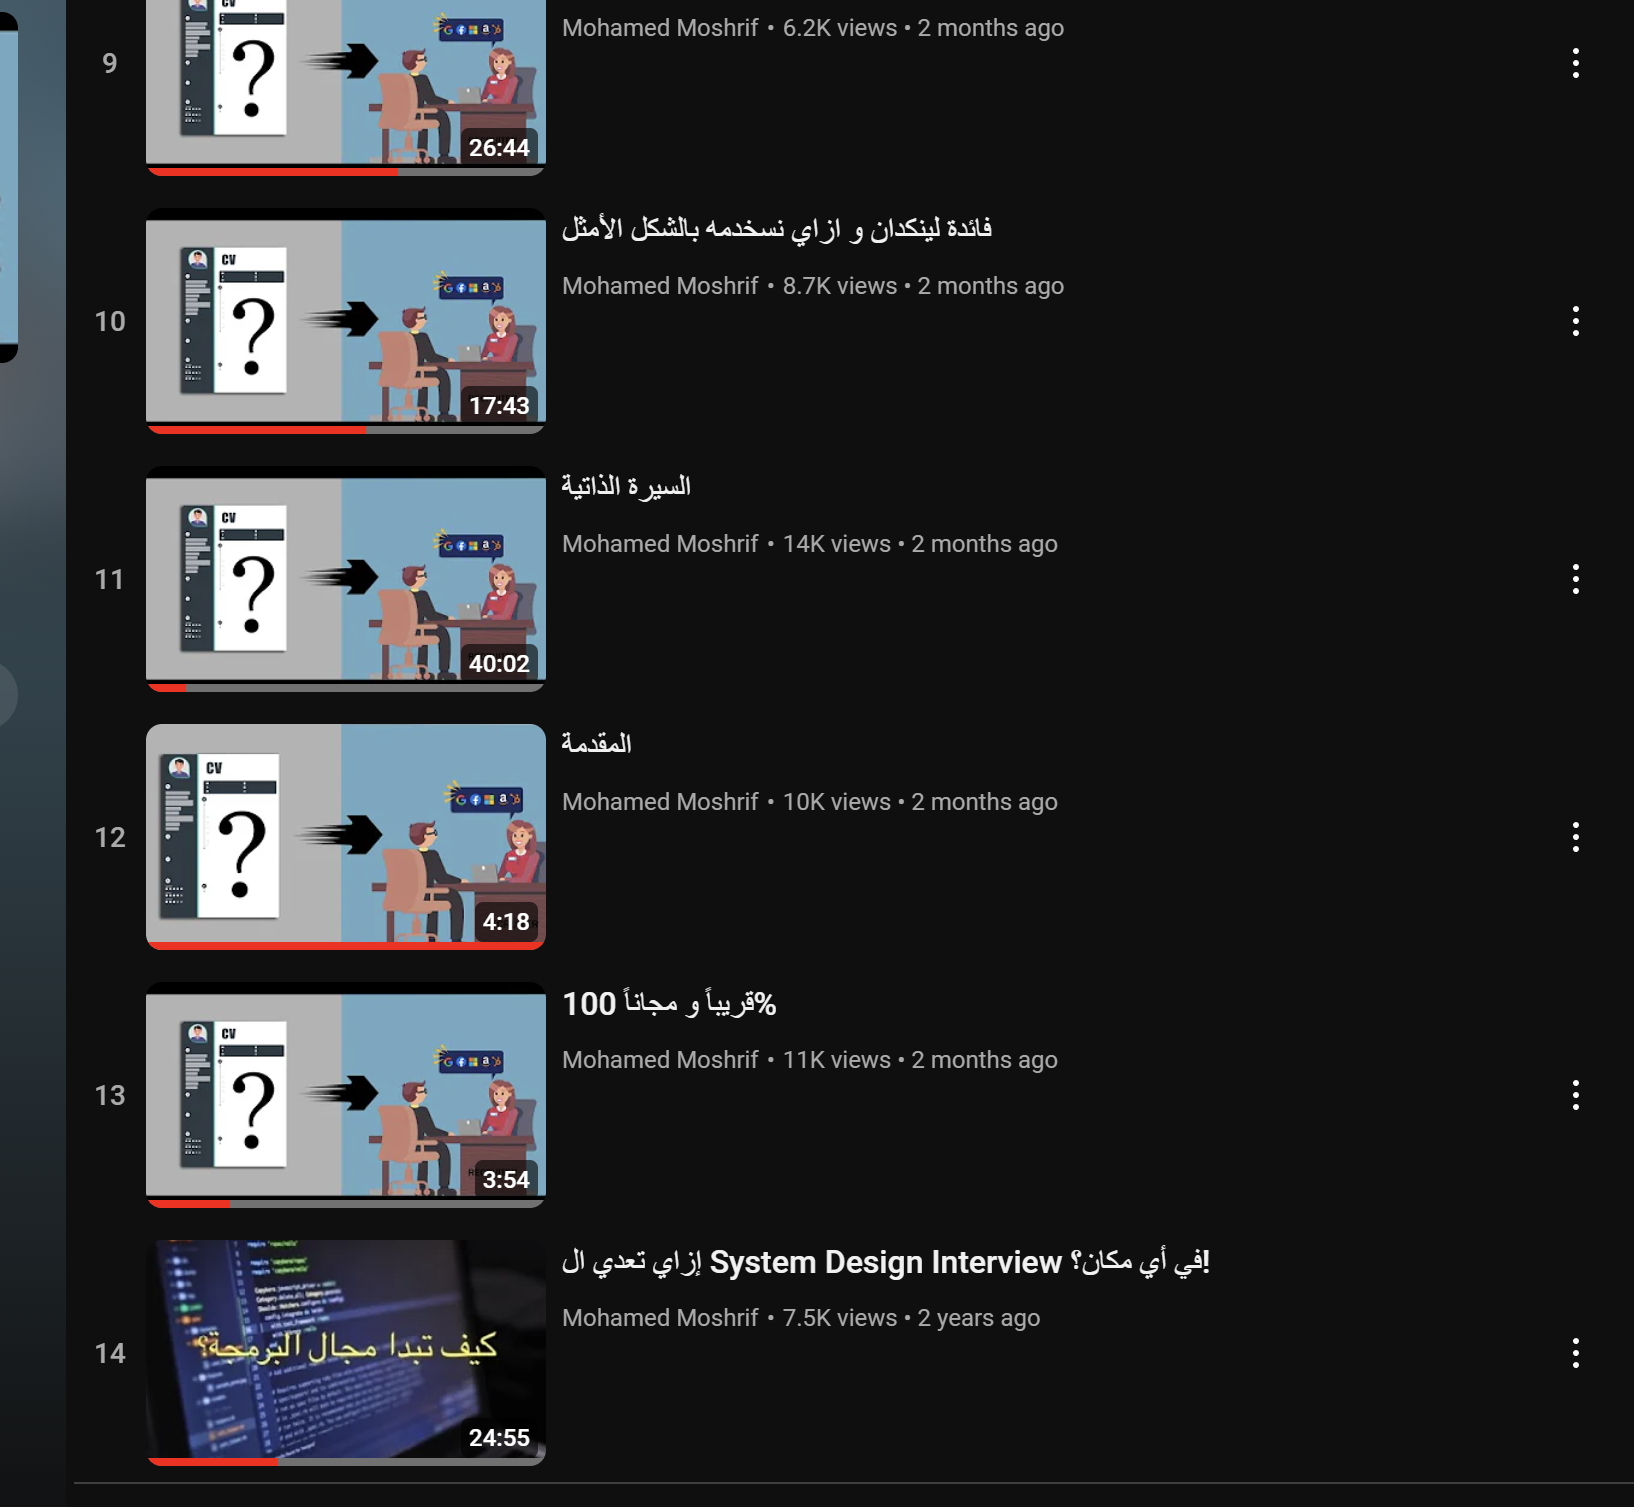 9
26:44
Mohamed Moshrif • 6.2K views • 2 months ago
10
CV
17:43
فائدة لينكدان و ازاي نسخدمه بالشكل الأمثل
Mohamed Moshrif • 8.7K views • 2 months ago
11
CV
40:02
السيرة الذاتية
Mohamed Moshrif • 14K views • 2 months ago
12
CV
4:18
المقدمة
Mohamed Moshrif • 10K views • 2 months ago
13
CV
3:54
قريباً و مجاناً 100%
Mohamed Moshrif • 11K views • 2 months ago
14
كيف تبدا مجال البرمجة؟
24:55
إزاي تعدي ال System Design Interview في أي مكان؟!
Mohamed Moshrif • 7.5K views • 2 years ago